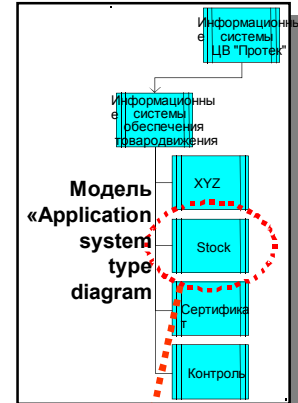 Информационны
е системы
ЦВ "Протек"
Информационны
е системы
обеспечения
товародвижения
Модель
«Application
system
type
diagram
XYZ
Stock
Сертифика
т
Контроль